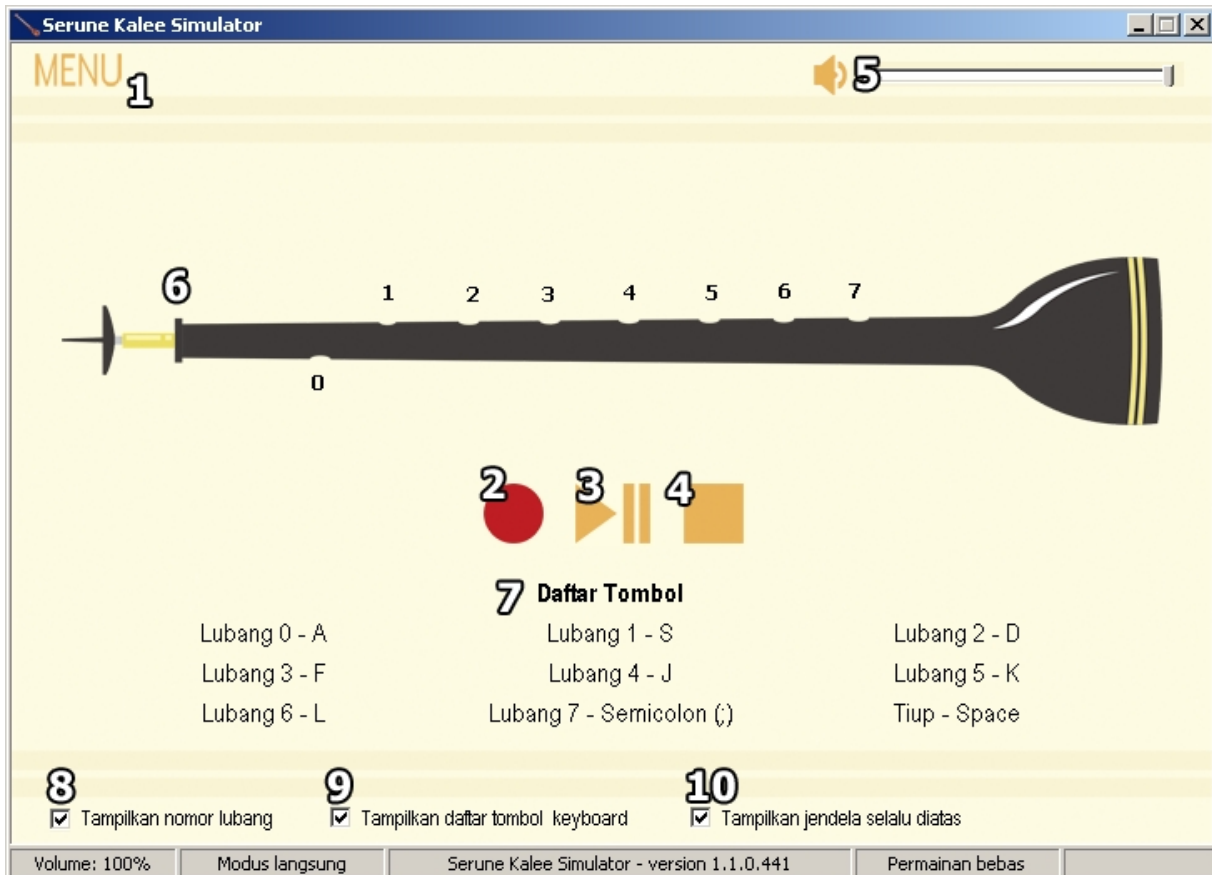 Serune Kalee Simulator
MENU
1
5
6
1 2 3 4 5 6 7
0
2 3 4
7 Daftar Tombol
Lubang 0 - A Lubang 1 - S Lubang 2 - D
Lubang 3 - F Lubang 4 - J Lubang 5 - K
Lubang 6 - L Lubang 7 - Semicolon (;) Tiup - Space
8 9 10
Tampilkan nomor lubang Tampilkan daftar tombol keyboard Tampilkan jendela selalu diatas
Volume: 100% Modus langsung Serune Kalee Simulator - version 1.1.0.441 Permainan bebas